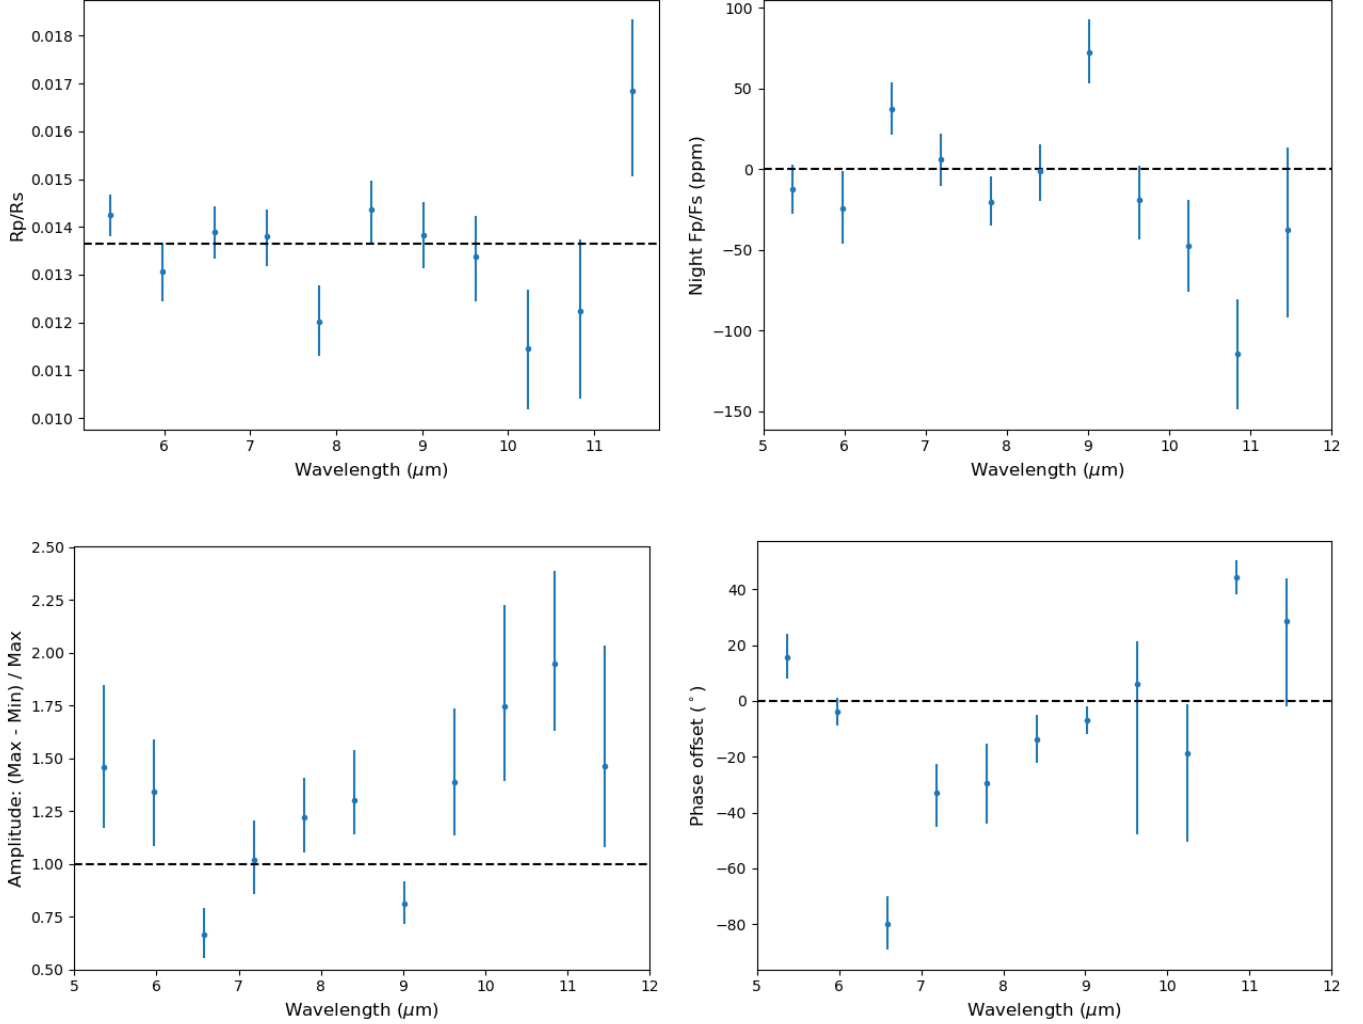 0.018
0.017
0.016
0.015
0.014
0.013
0.012
0.011
0.010
Rp/Rs
6 7 8 9 10 11
Wavelength (μm)
100
50
0
−50
−100
−150
Night Fp/Fs (ppm)
5 6 7 8 9 10 11 12
Wavelength (μm)
2.50
2.25
2.00
1.75
1.50
1.25
1.00
0.75
0.50
Amplitude: (Max - Min) / Max
5 6 7 8 9 10 11 12
Wavelength (μm)
40
20
0
−20
−40
−60
−80
Phase offset (°)
5 6 7 8 9 10 11 12
Wavelength (μm)